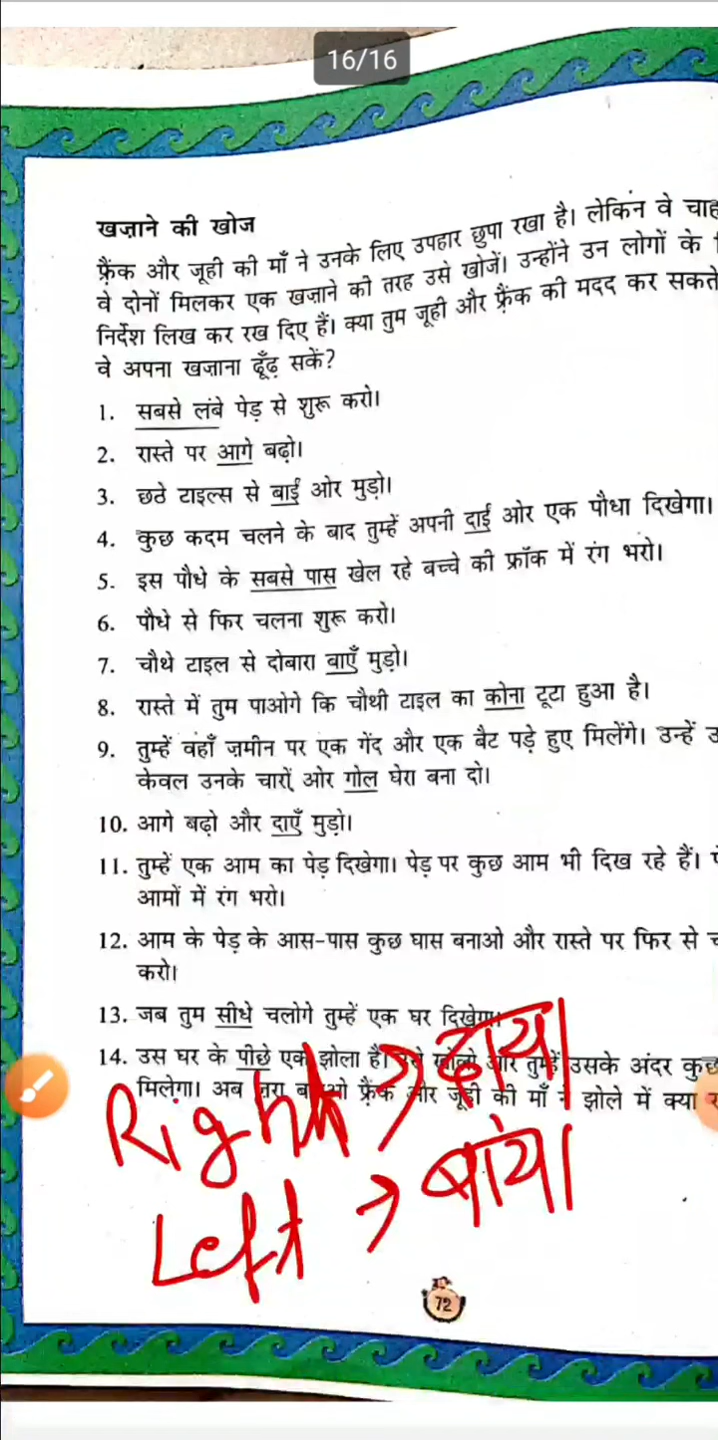 16/16
खज़ाने की खोज
फ्रैंक और जूही की माँ ने उनके लिए उपहार छुपा रखा है। लेकिन वे
वे दोनों मिलकर एक खज़ाने की तरह उसे खोजें। उन्होंने उन लोगों के
निर्देश लिख कर रख दिए हैं। क्या तुम जूही और फ्रैंक की मदद कर सकते
वे अपना खज़ाना ढूँढ़ सकें?
1. सबसे लंबे पेड़ से शुरू करो।
2. रास्ते पर आगे बढ़ो।
3. छठे टाइल्स से बाईं ओर मुड़ो।
4. कुछ कदम चलने के बाद तुम्हें अपनी दाईं ओर एक पौधा दिखेगा।
5. इस पौधे के सबसे पास खेल रहे बच्चे की फ्रॉक में रंग भरो।
6. पौधे से फिर चलना शुरू करो।
7. चौथे टाइल से दोबारा बाएँ मुड़ो।
8. रास्ते में तुम पाओगे कि चौथी टाइल का कोना टूटा हुआ है।
9. तुम्हें वहाँ ज़मीन पर एक गेंद और एक बैट पड़े हुए मिलेंगे। उन्हें
केवल उनके चारों ओर गोल घेरा बना दो।
10. आगे बढ़ो और दाएँ मुड़ो।
11. तुम्हें एक आम का पेड़ दिखेगा। पेड़ पर कुछ आम भी दिख रहे हैं।
आमों में रंग भरो।
12. आम के पेड़ के आस-पास कुछ घास बनाओ और रास्ते पर फिर से
करो।
13. जब तुम सीधे चलोगे तुम्हें एक घर दिखेगा।
14. उस घर के पीछे एक झोला है। उसे खोलो और तुम्हें उसके अंदर कुछ
मिलेगा। अब ज़रा बताओ फ्रैंक और जूही की माँ ने झोले में क्या
Right → दाया
Left → बांया
72